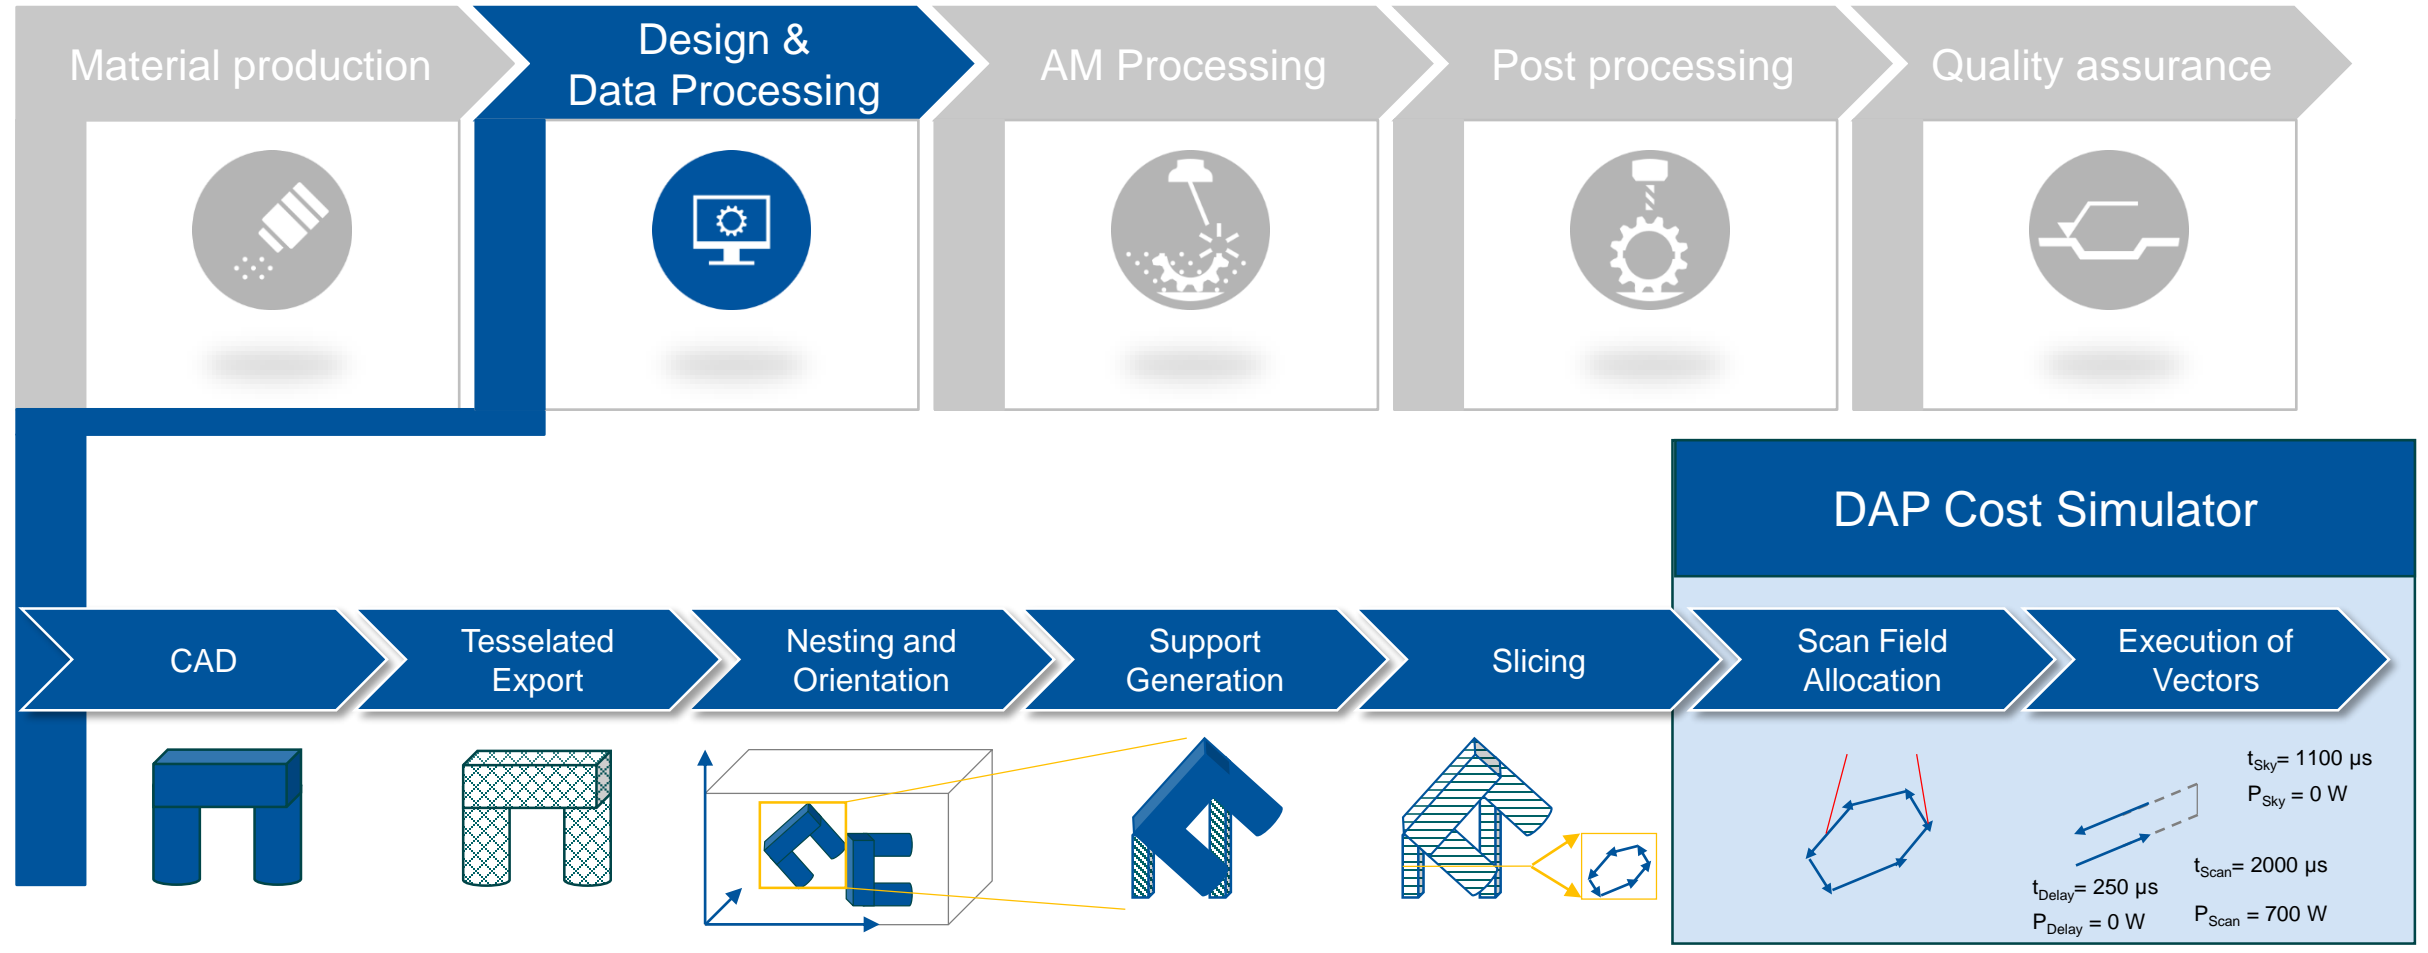 Material production
Design &
Data Processing
AM Processing
Post processing
Quality assurance
DAP Cost Simulator
CAD
Tesselated
Export
Nesting and
Orientation
Support
Generation
Slicing
Scan Field
Allocation
Execution of
Vectors
tSky= 1100 µs
PSky = 0 W
tScan= 2000 µs
PScan = 700 W
tDelay= 250 µs
PDelay = 0 W